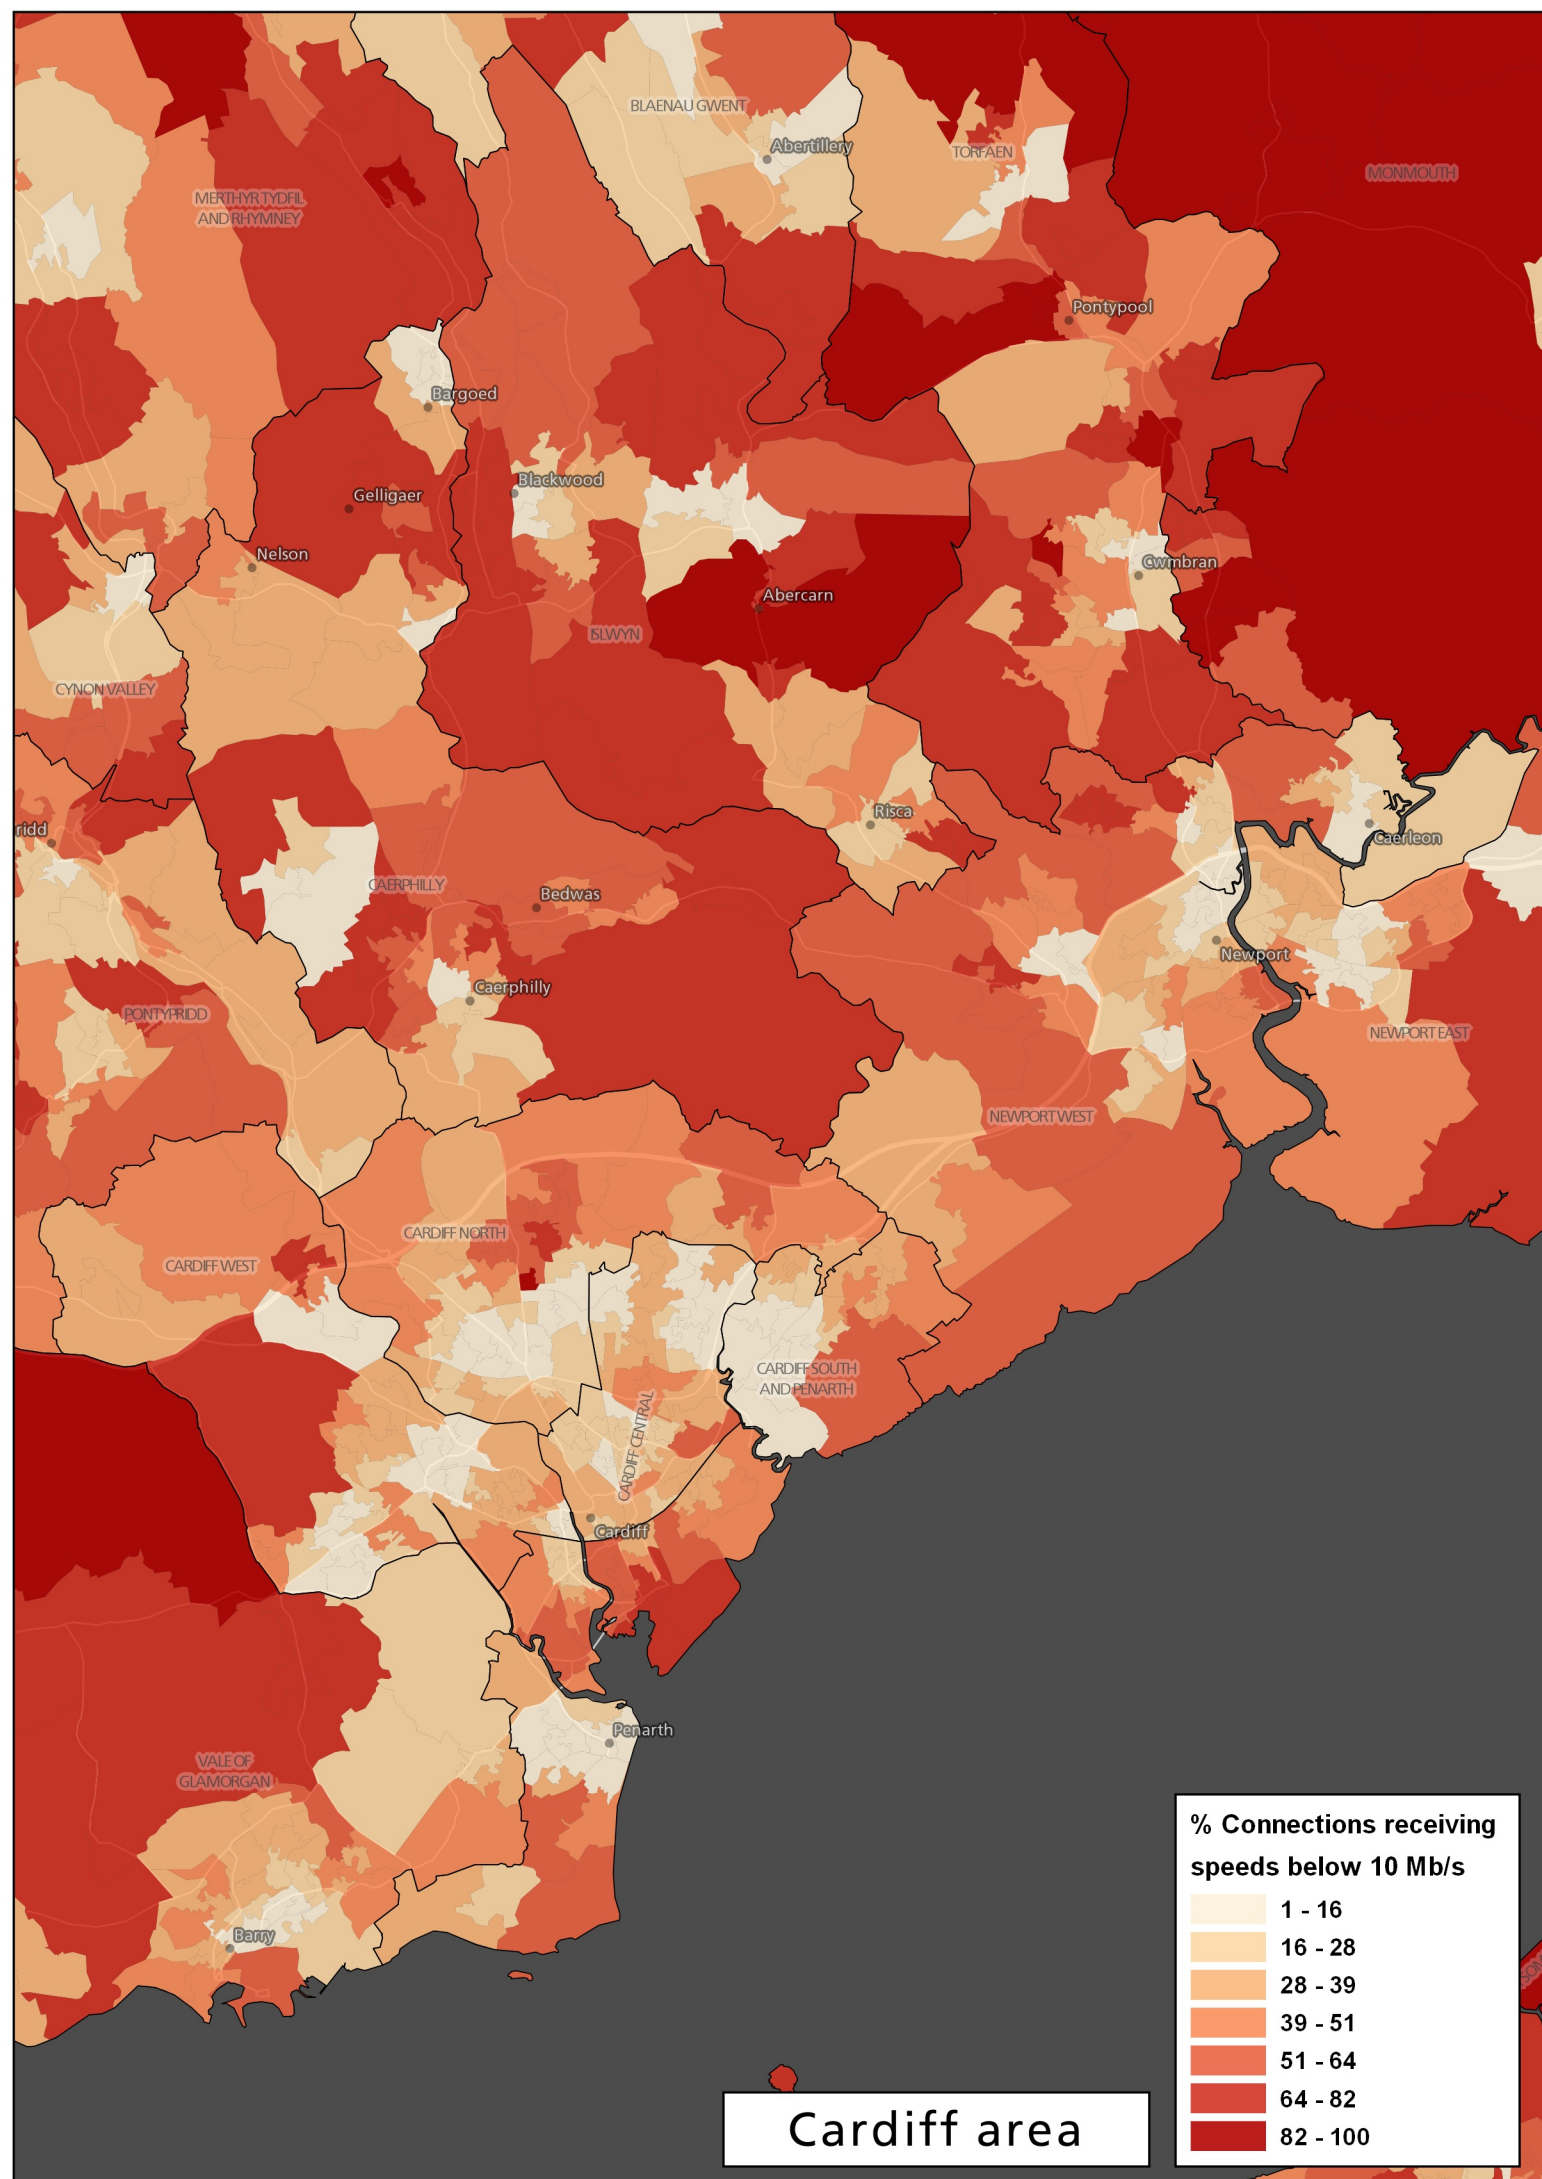 BLAENAU GWENT
Abertillery
TORFAEN
MONMOUTH
MERTHYR TYDFIL
AND RHYMNEY
Pontypool
Bargoed
Blackwood
Gelligaer
Nelson
Cwmbran
Abercarn
ISLWYN
CYNON VALLEY
Risca
ridd
Caerleon
CAERPHILLY
Bedwas
Newport
Caerphilly
PONTYPRIDD
NEWPORT EAST
NEWPORT WEST
CARDIFF NORTH
CARDIFF WEST
CARDIFF SOUTH
AND PENARTH
CARDIFF CENTRAL
Cardiff
Penarth
VALE OF
GLAMORGAN
Barry
% Connections receiving
speeds below 10 Mb/s
1 - 16
16 - 28
28 - 39
39 - 51
51 - 64
64 - 82
82 - 100
Cardiff area